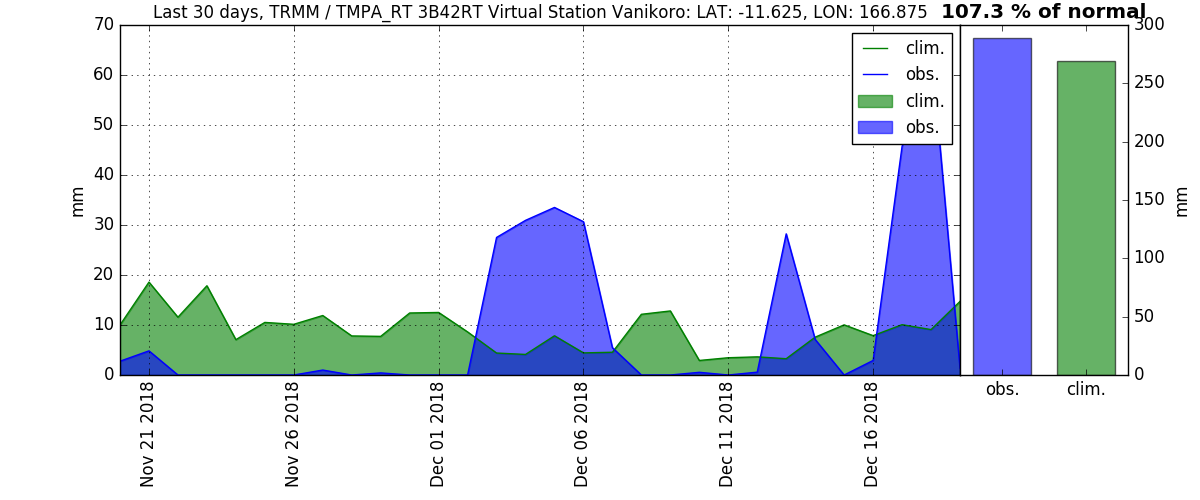 Last 30 days, TRMM / TMPA_RT 3B42RT Virtual Station Vanikoro: LAT: -11.625, LON: 166.875 107.3 % of normal
70
60
50
40
30
20
10
0
mm
clim.
obs.
clim.
obs.
300
250
200
150
100
50
0
mm
obs.
clim.
Nov 21 2018
Nov 26 2018
Dec 01 2018
Dec 06 2018
Dec 11 2018
Dec 16 2018